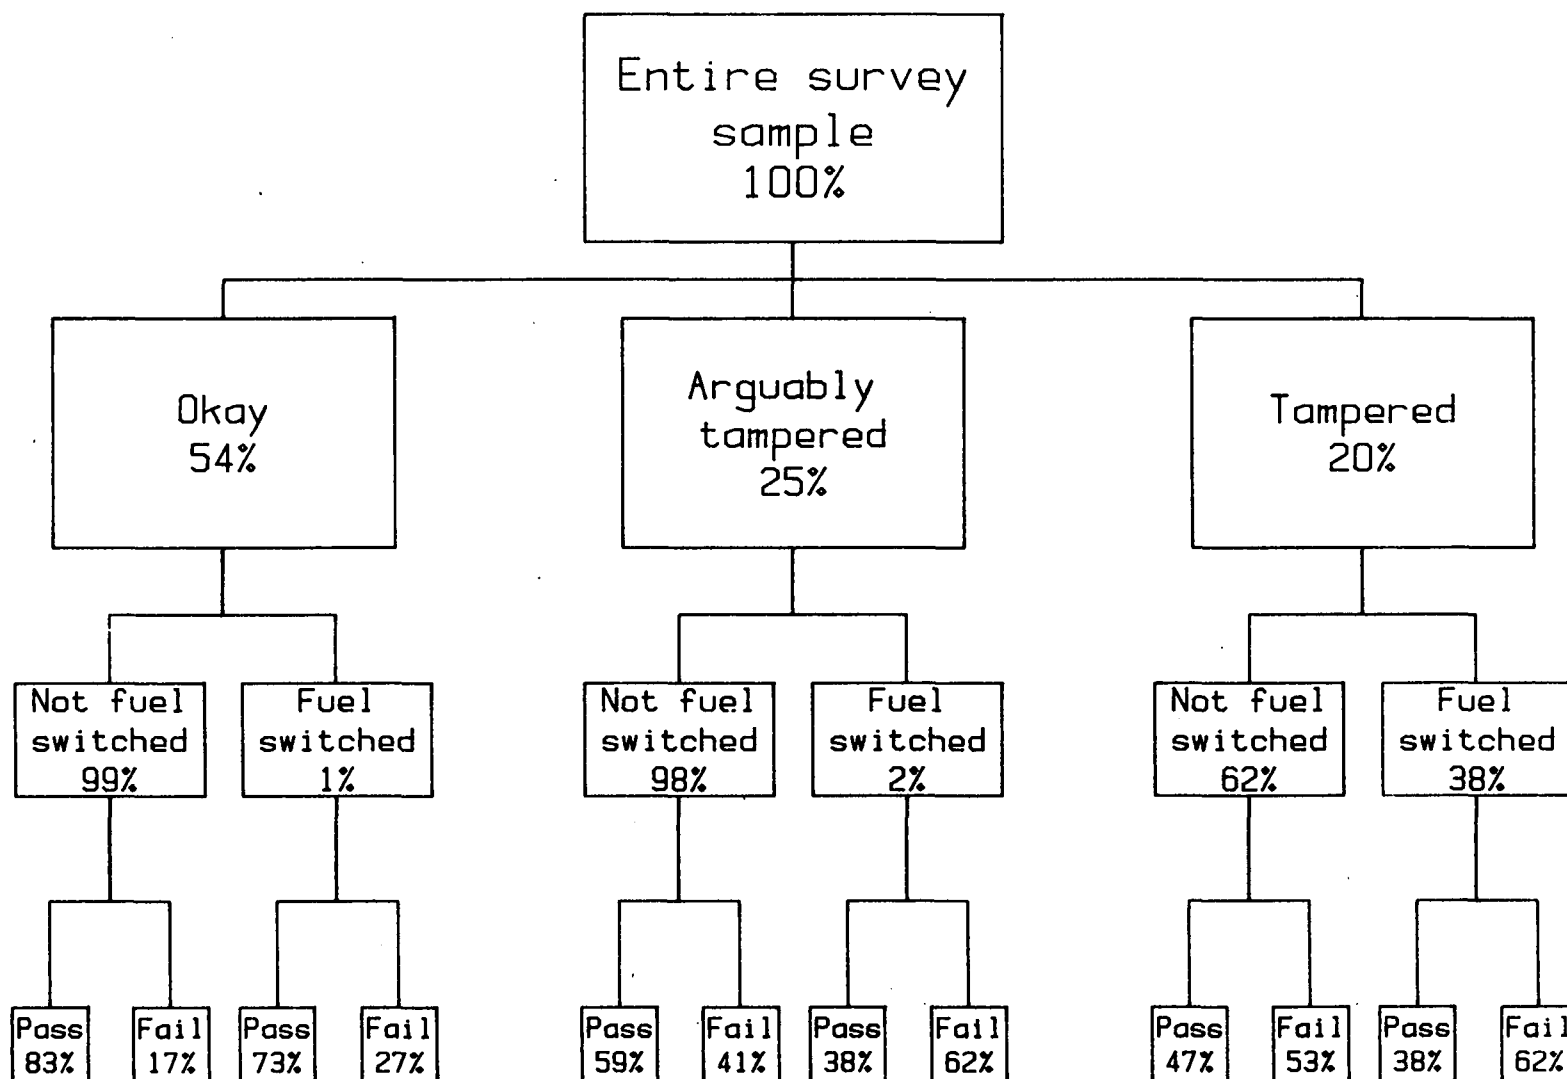 Entire survey
sample
100%
Okay
54%
Arguably
tampered
25%
Tampered
20%
Not fuel
switched
99%
Fuel
switched
1%
Not fuel
switched
98%
Fuel
switched
2%
Not fuel
switched
62%
Fuel
switched
38%
Pass
83%
Fail
17%
Pass
73%
Fail
27%
Pass
59%
Fail
41%
Pass
38%
Fail
62%
Pass
47%
Fail
53%
Pass
38%
Fail
62%